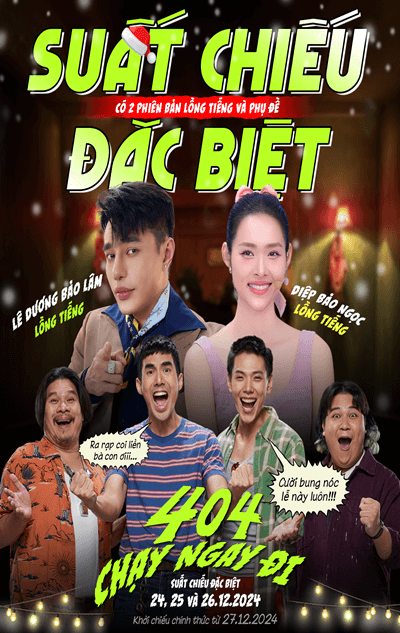 SUẤT CHIẾU
CÓ 2 PHIÊN BẢN LỒNG TIẾNG VÀ PHỤ ĐỀ
ĐẶC BIỆT
LÊ DƯƠNG BẢO LÂM
LỒNG TIẾNG
DIỆP BẢO NGỌC
LỒNG TIẾNG
Ra rạp coi liền
bà con ơiii...
Cười bung nóc
lễ này luôn!!!
404
CHẠY NGAY ĐI
SUẤT CHIẾU ĐẶC BIỆT
24, 25 VÀ 26.12.2024
Khởi chiếu chính thức từ 27.12.2024